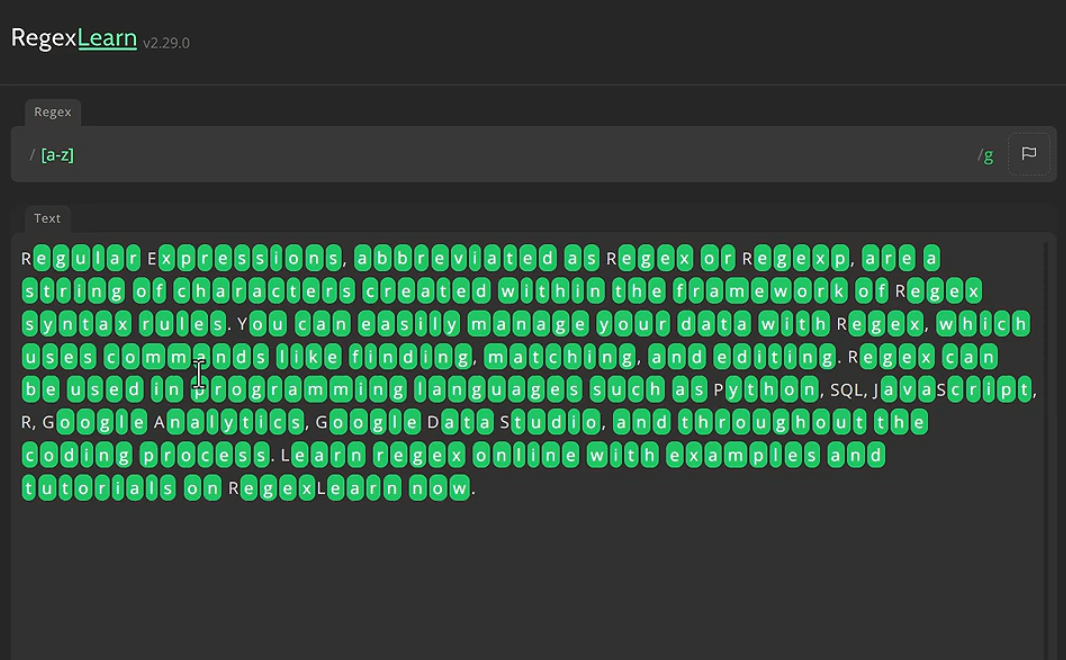 RegexLearn v2.29.0
Regex
/ [a-z] /g
Text
Regular Expressions, abbreviated as Regex or Regexp, are a
string of characters created within the framework of Regex
syntax rules. You can easily manage your data with Regex, which
uses commands like finding, matching, and editing. Regex can
be used in programming languages such as Python, SQL, JavaScript,
R, Google Analytics, Google Data Studio, and throughout the
coding process. Learn regex online with examples and
tutorials on RegexLearn now.